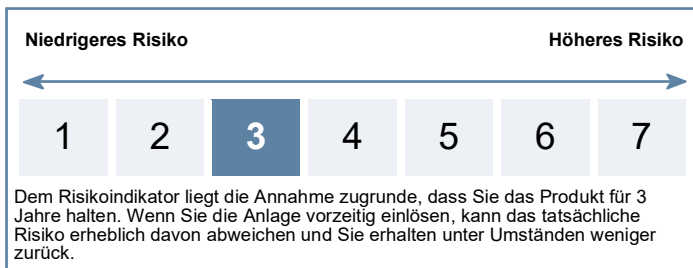 Niedrigeres Risiko Höheres Risiko
1 2 3 4 5 6 7
Dem Risikoindikator liegt die Annahme zugrunde, dass Sie das Produkt für 3
Jahre halten. Wenn Sie die Anlage vorzeitig einlösen, kann das tatsächliche
Risiko erheblich davon abweichen und Sie erhalten unter Umständen weniger
zurück.